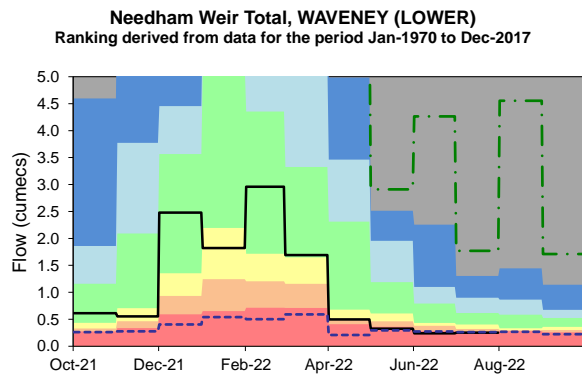 Needham Weir Total, WAVENEY (LOWER)
Ranking derived from data for the period Jan-1970 to Dec-2017
5.0
4.5
4.0
3.5
3.0
2.5
2.0
1.5
1.0
0.5
0.0
Flow (cumecs)
Oct-21 Dec-21 Feb-22 Apr-22 Jun-22 Aug-22